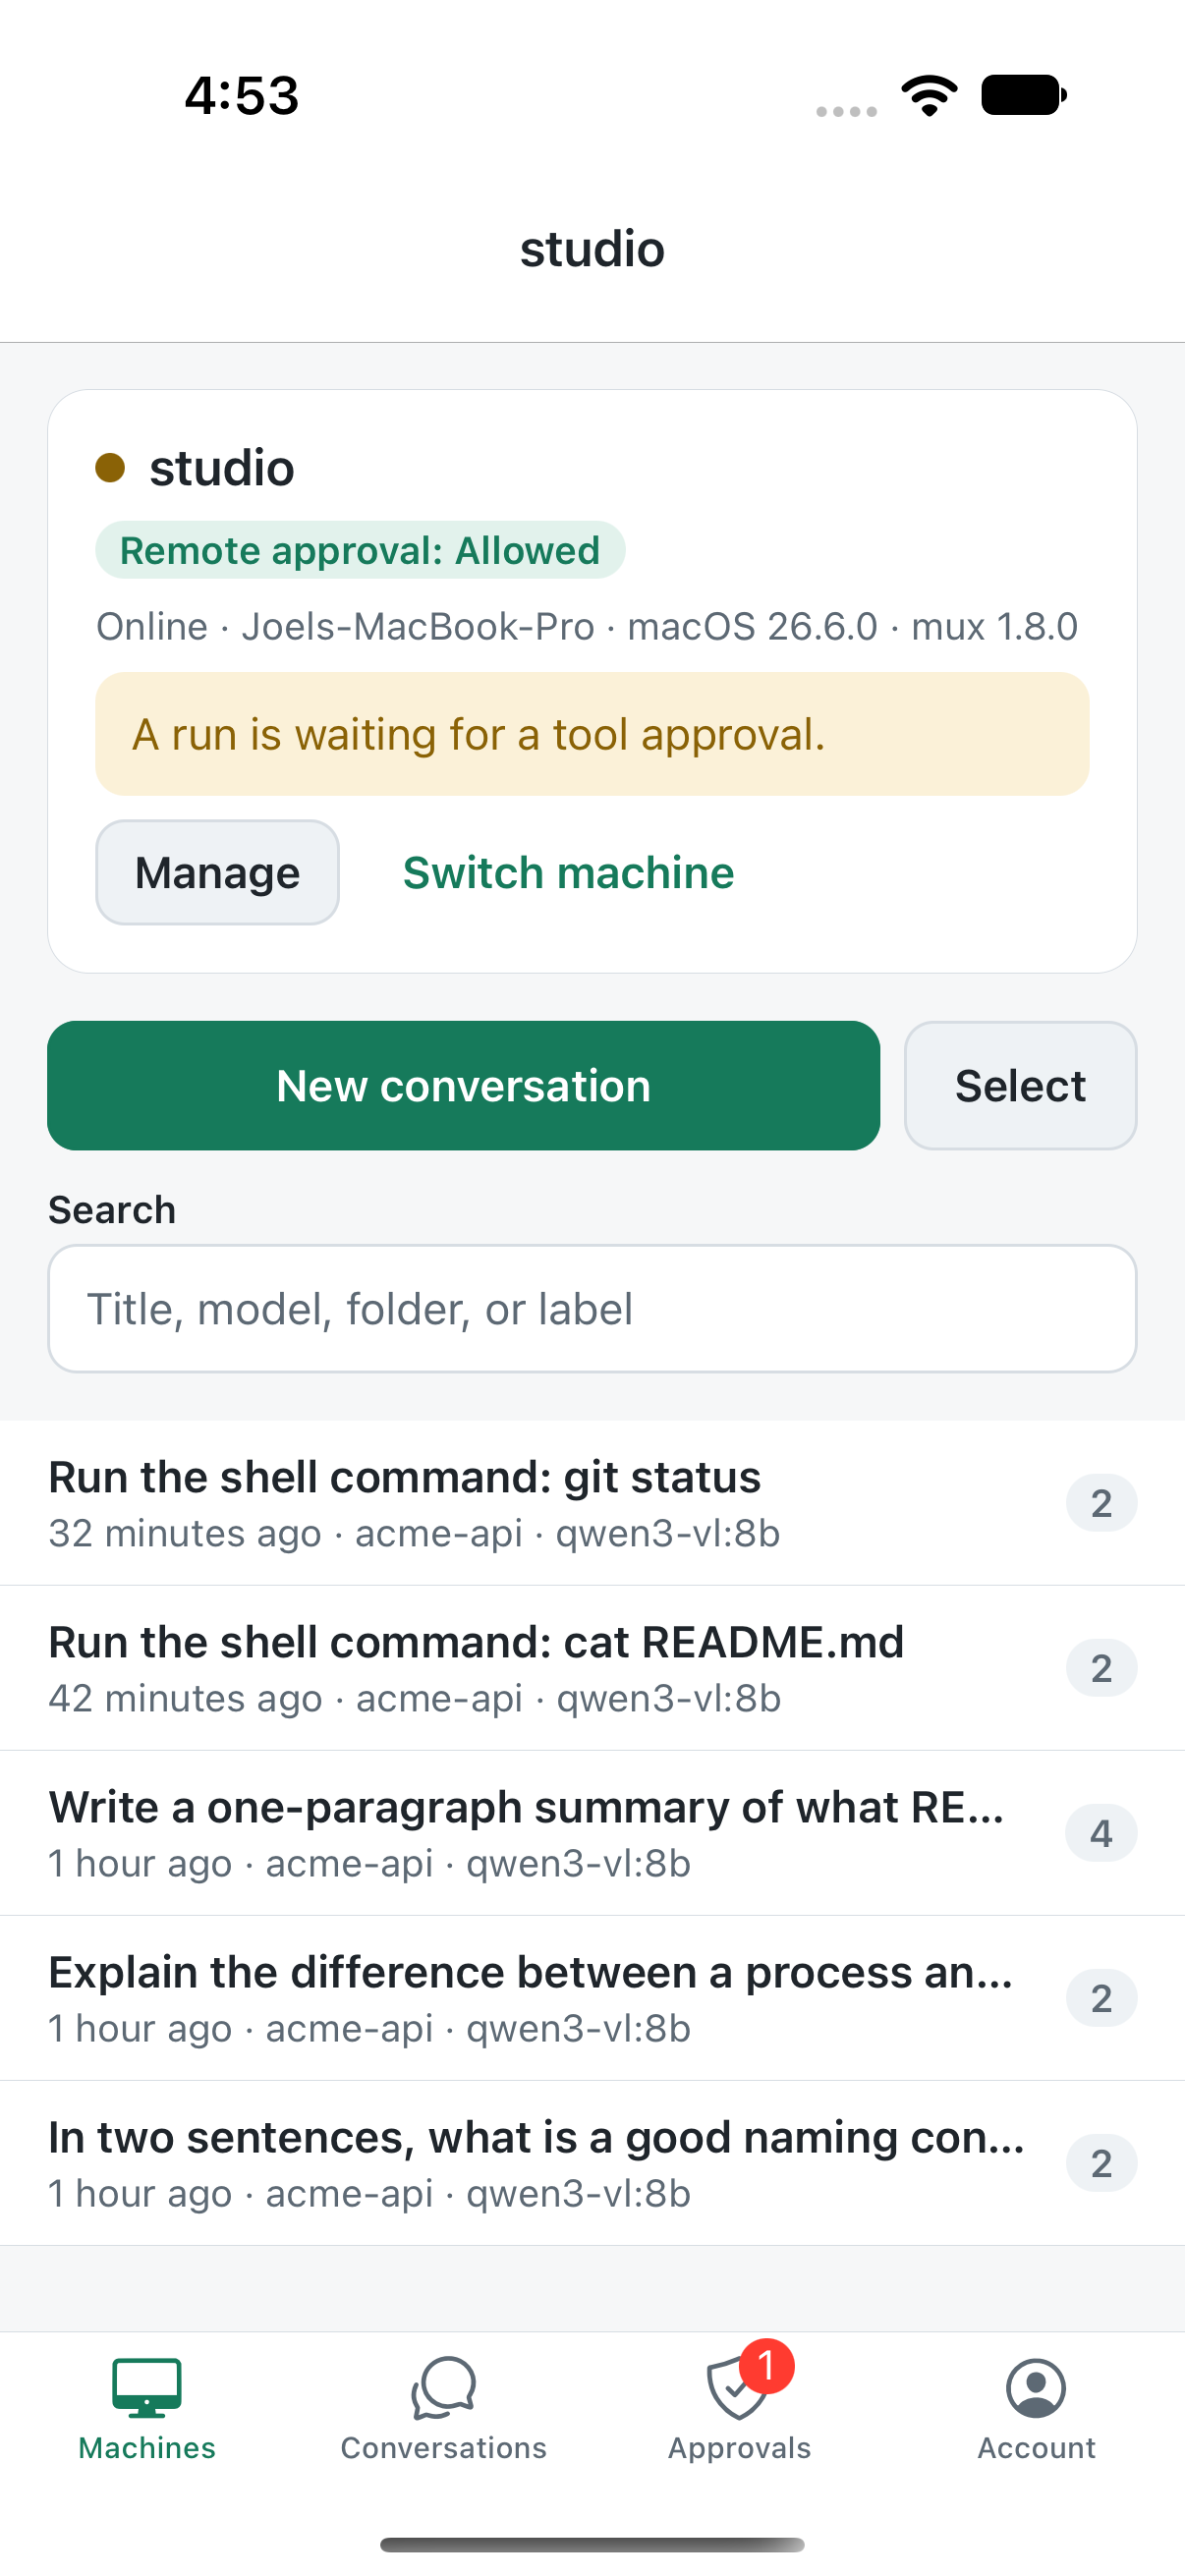 4:53
studio
studio
Remote approval: Allowed
Online · Joels-MacBook-Pro · macOS 26.6.0 · mux 1.8.0
A run is waiting for a tool approval.
Manage
Switch machine
New conversation
Select
Search
Title, model, folder, or label
Run the shell command: git status
2
32 minutes ago · acme-api · qwen3-vl:8b
Run the shell command: cat README.md
2
42 minutes ago · acme-api · qwen3-vl:8b
Write a one-paragraph summary of what RE...
4
1 hour ago · acme-api · qwen3-vl:8b
Explain the difference between a process an...
2
1 hour ago · acme-api · qwen3-vl:8b
In two sentences, what is a good naming con...
2
1 hour ago · acme-api · qwen3-vl:8b
1
Machines
Conversations
Approvals
Account